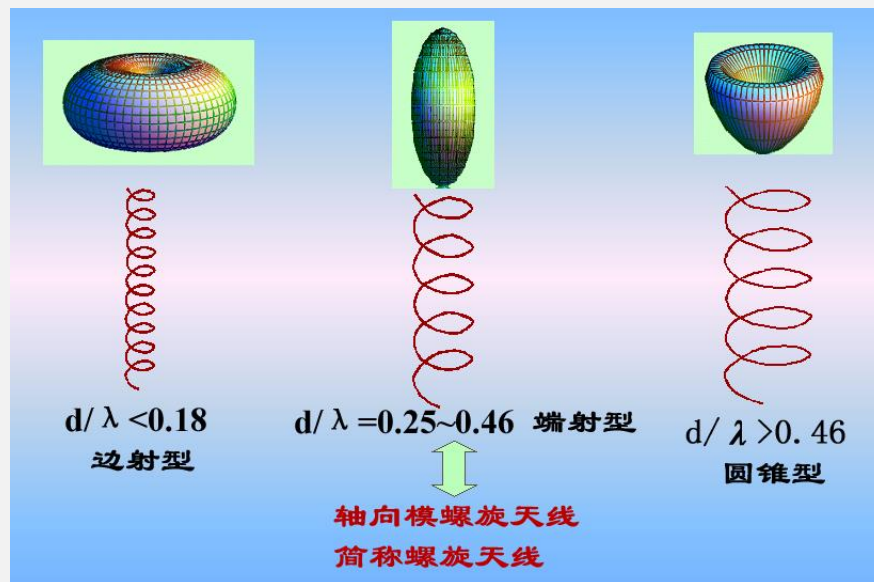 d/λ<0.18
边射型
d/λ=0.25~0.46 端射型
d/λ>0.46
圆锥型
轴向模螺旋天线
简称螺旋天线